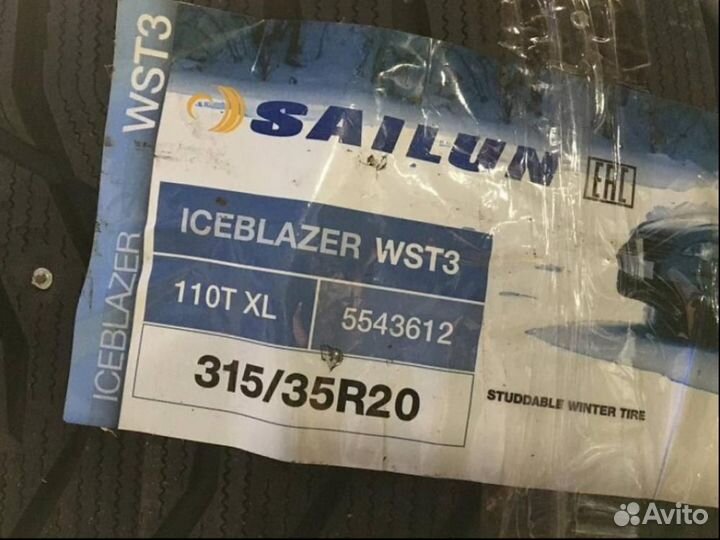 ICEBLAZER WST3
SAILUN
EAC
ICEBLAZER WST3
110T XL
5543612
315/35R20
STUDDABLE WINTER TIRE
Avito